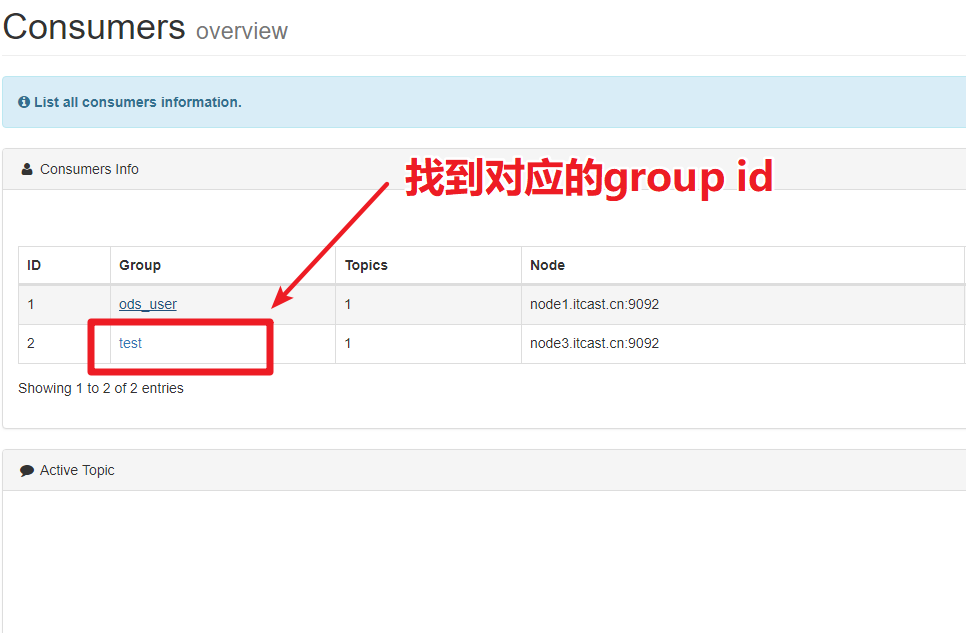 Consumers overview
List all consumers information.
Consumers Info
找到对应的group id
ID Group Topics Node
1 ods_user 1 node1.itcast.cn:9092
2 test 1 node3.itcast.cn:9092
Showing 1 to 2 of 2 entries
Active Topic